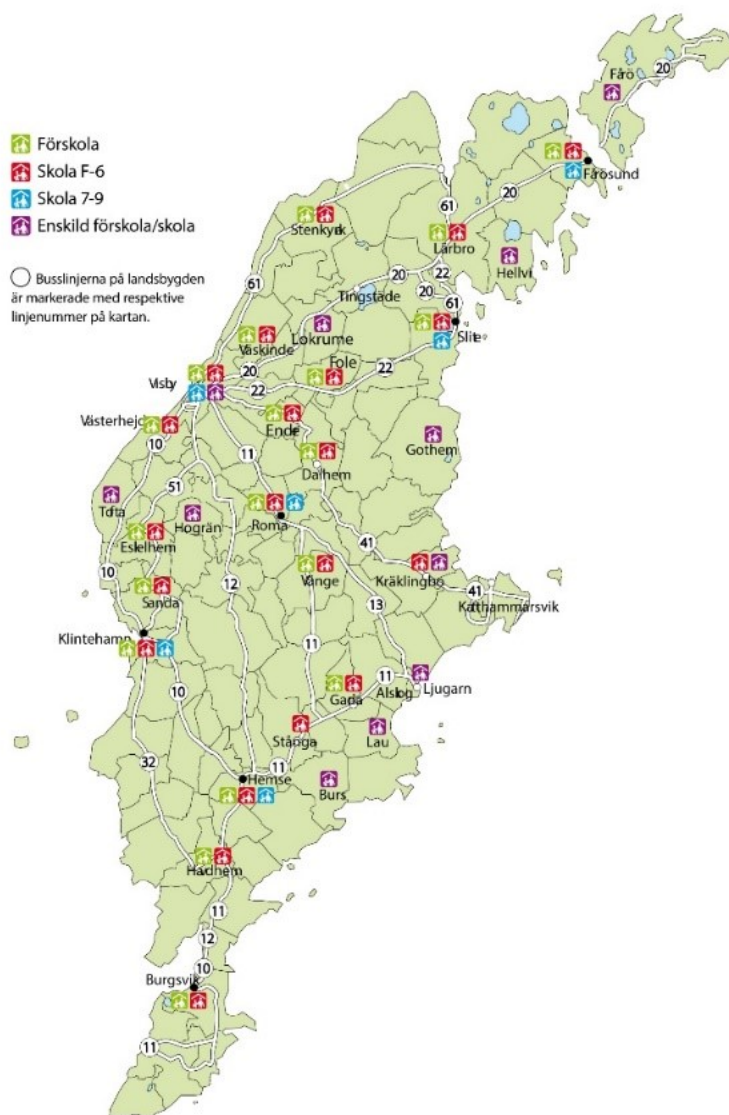 Förskola
Skola F-6
Skola 7-9
Enskild förskola/skola
Busslinjerna på landsbygden
är markerade med respektive
linjenummer på kartan.
20
Fårö
Fårösund
20
61
Stenkyrk
Lärbro
Hellvi
22
20
Tingstäde
20
61
61
Slite
Väskinde
Lokrume
Fole
20
22
22
Visby
Endre
Västerhejd
10
11
Dalhem
Gothem
51
Tofta
Hogrän
Roma
Eskelhem
41
10
12
Vänge
Kräklingbo
41
Katthammarsvik
Sanda
13
Klintehamn
11
10
Garda
Alskog
11
Ljugarn
Stånga
Lau
32
11
Hemse
Burs
Havdhem
11
12
10
Burgsvik
11